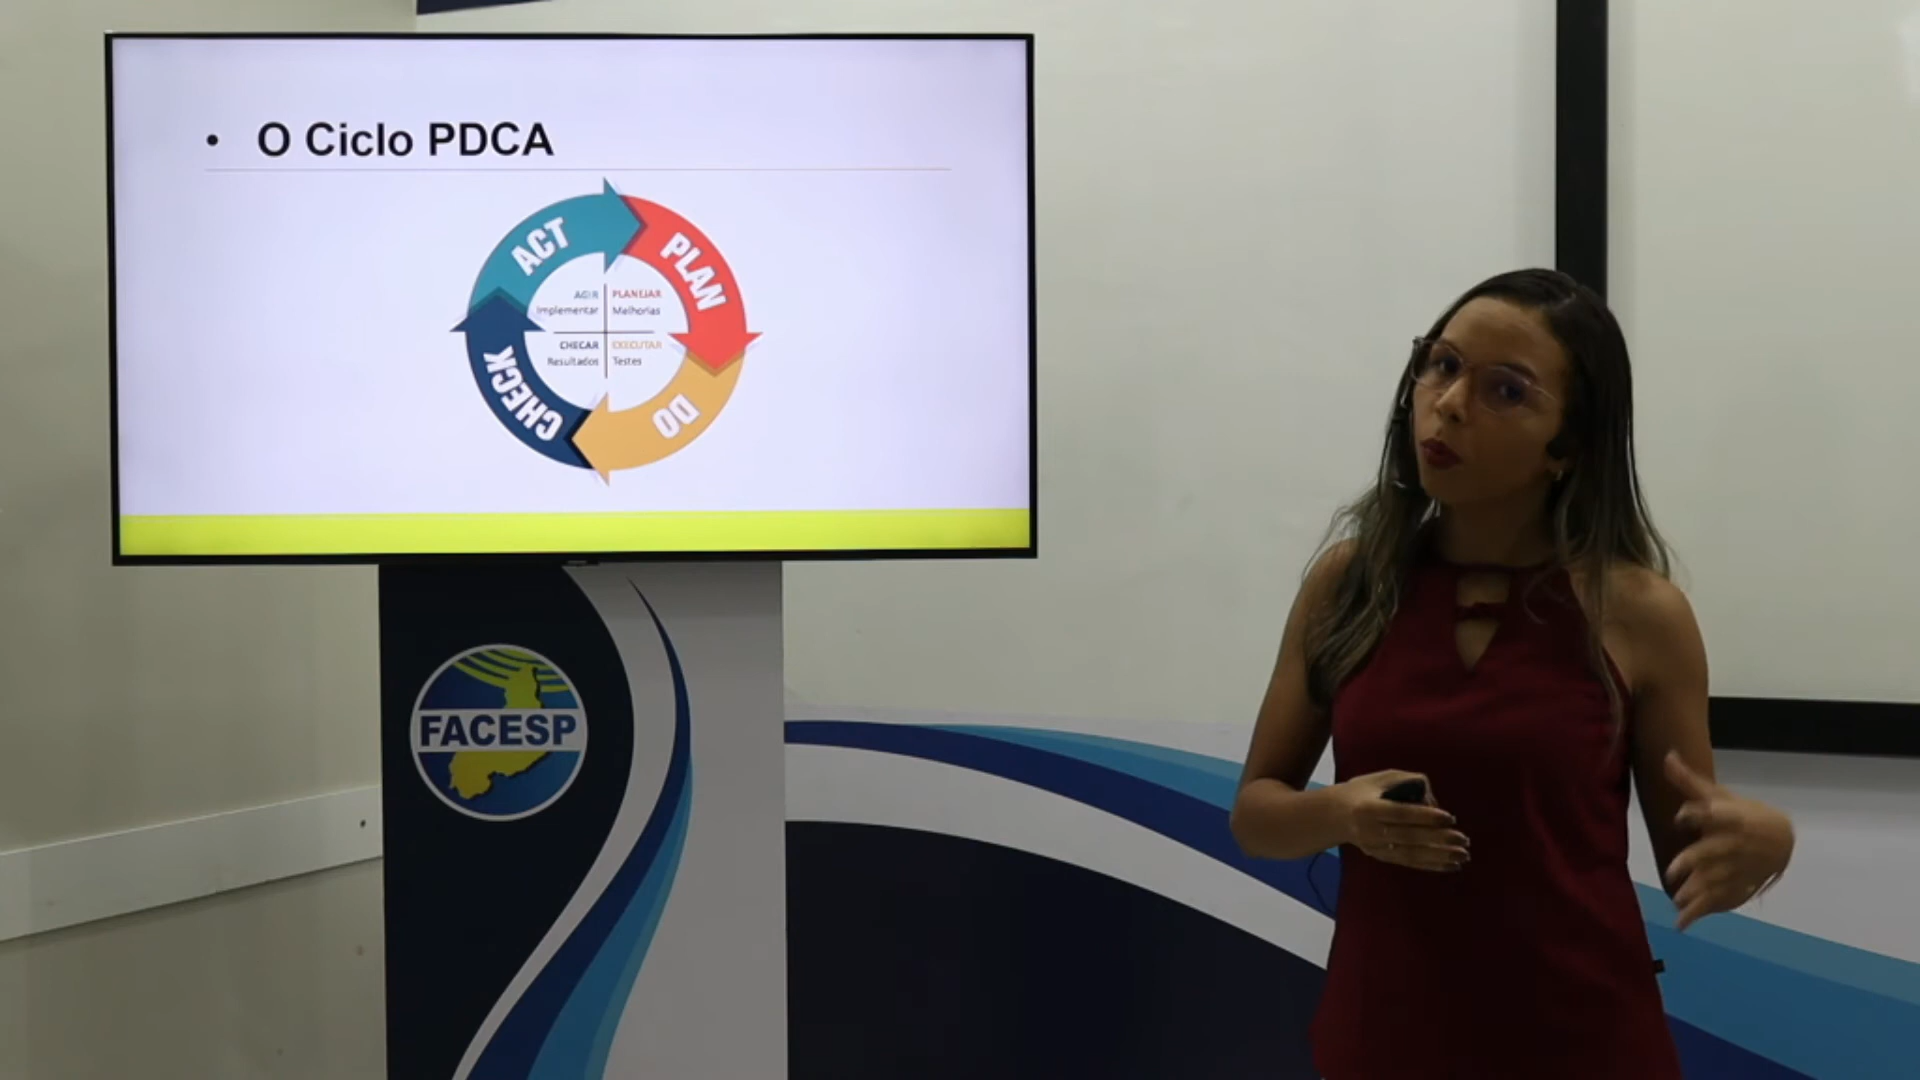 • O Ciclo PDCA
ACT
PLAN
AGIR
Implementar
PLANEJAR
Melhorias
CHECAR
Resultados
EXECUTAR
Testes
CHECK
DO
FACESP